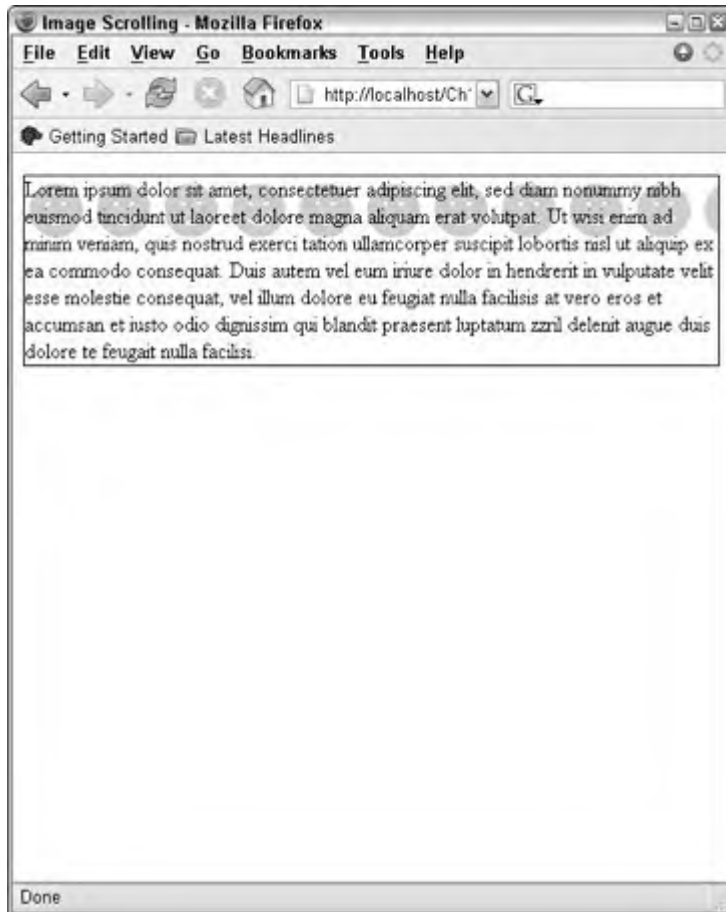 Image Scrolling - Mozilla Firefox
File Edit View Go Bookmarks Tools Help
http://localhost/Ch
G
Getting Started Latest Headlines
Lorem ipsum dolor sit amet, consectetuer adipiscing elit, sed diam nonummy nibh
euismod tincidunt ut laoreet dolore magna aliquam erat volutpat. Ut wisi enim ad
minim veniam, quis nostrud exerci tation ullamcorper suscipit lobortis nisl ut aliquip ex
ea commodo consequat. Duis autem vel eum iriure dolor in hendrerit in vulputate velit
esse molestie consequat, vel illum dolore eu feugiat nulla facilisis at vero eros et
accumsan et iusto odio dignissim qui blandit praesent luptatum zzril delenit augue duis
dolore te feugait nulla facilisi.
Done